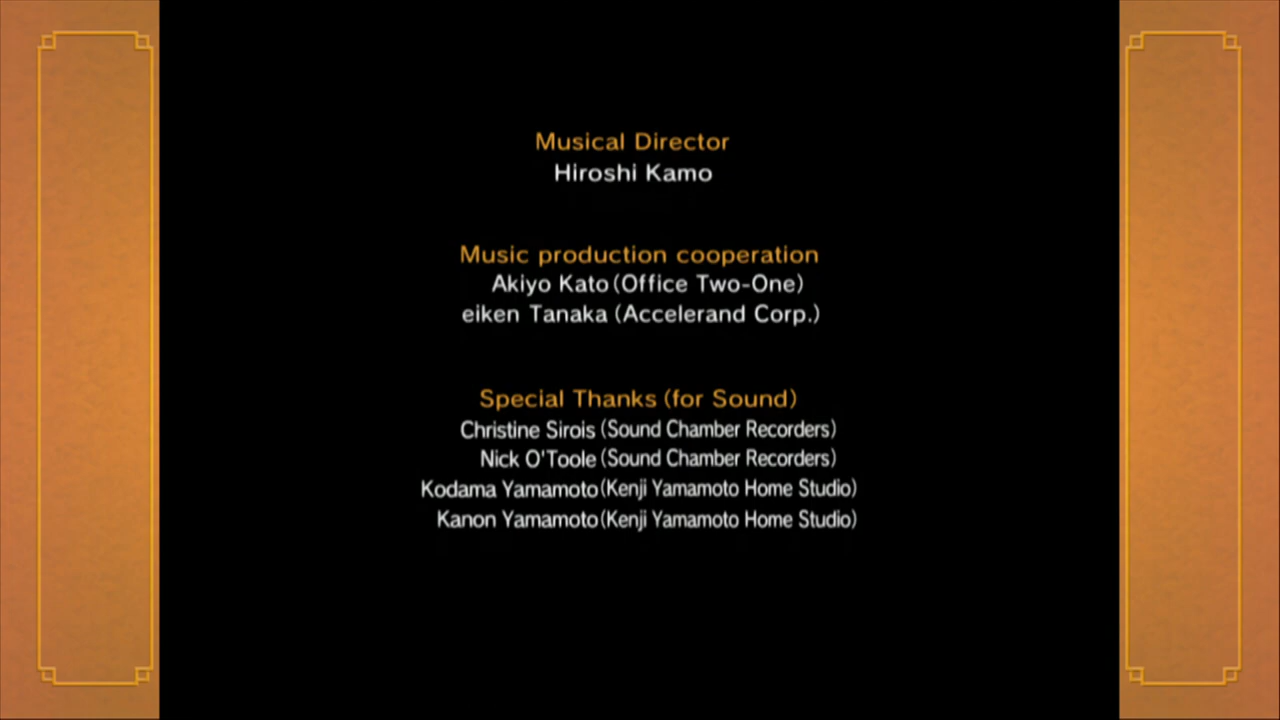 Musical Director
Hiroshi Kamo
Music production cooperation
Akiyo Kato (Office Two-One)
eiken Tanaka (Accelerand Corp.)
Special Thanks (for Sound)
Christine Sirois (Sound Chamber Recorders)
Nick O'Toole (Sound Chamber Recorders)
Kodama Yamamoto (Kenji Yamamoto Home Studio)
Kanon Yamamoto (Kenji Yamamoto Home Studio)